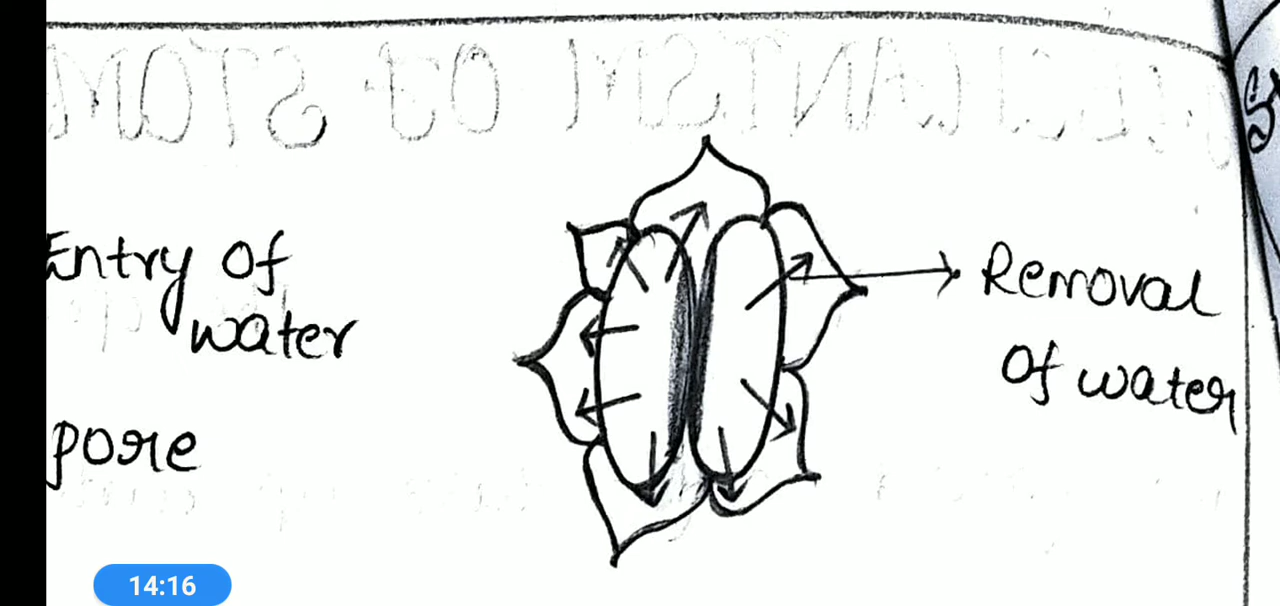 Entry of
water
pore
Removal
of water
14:16